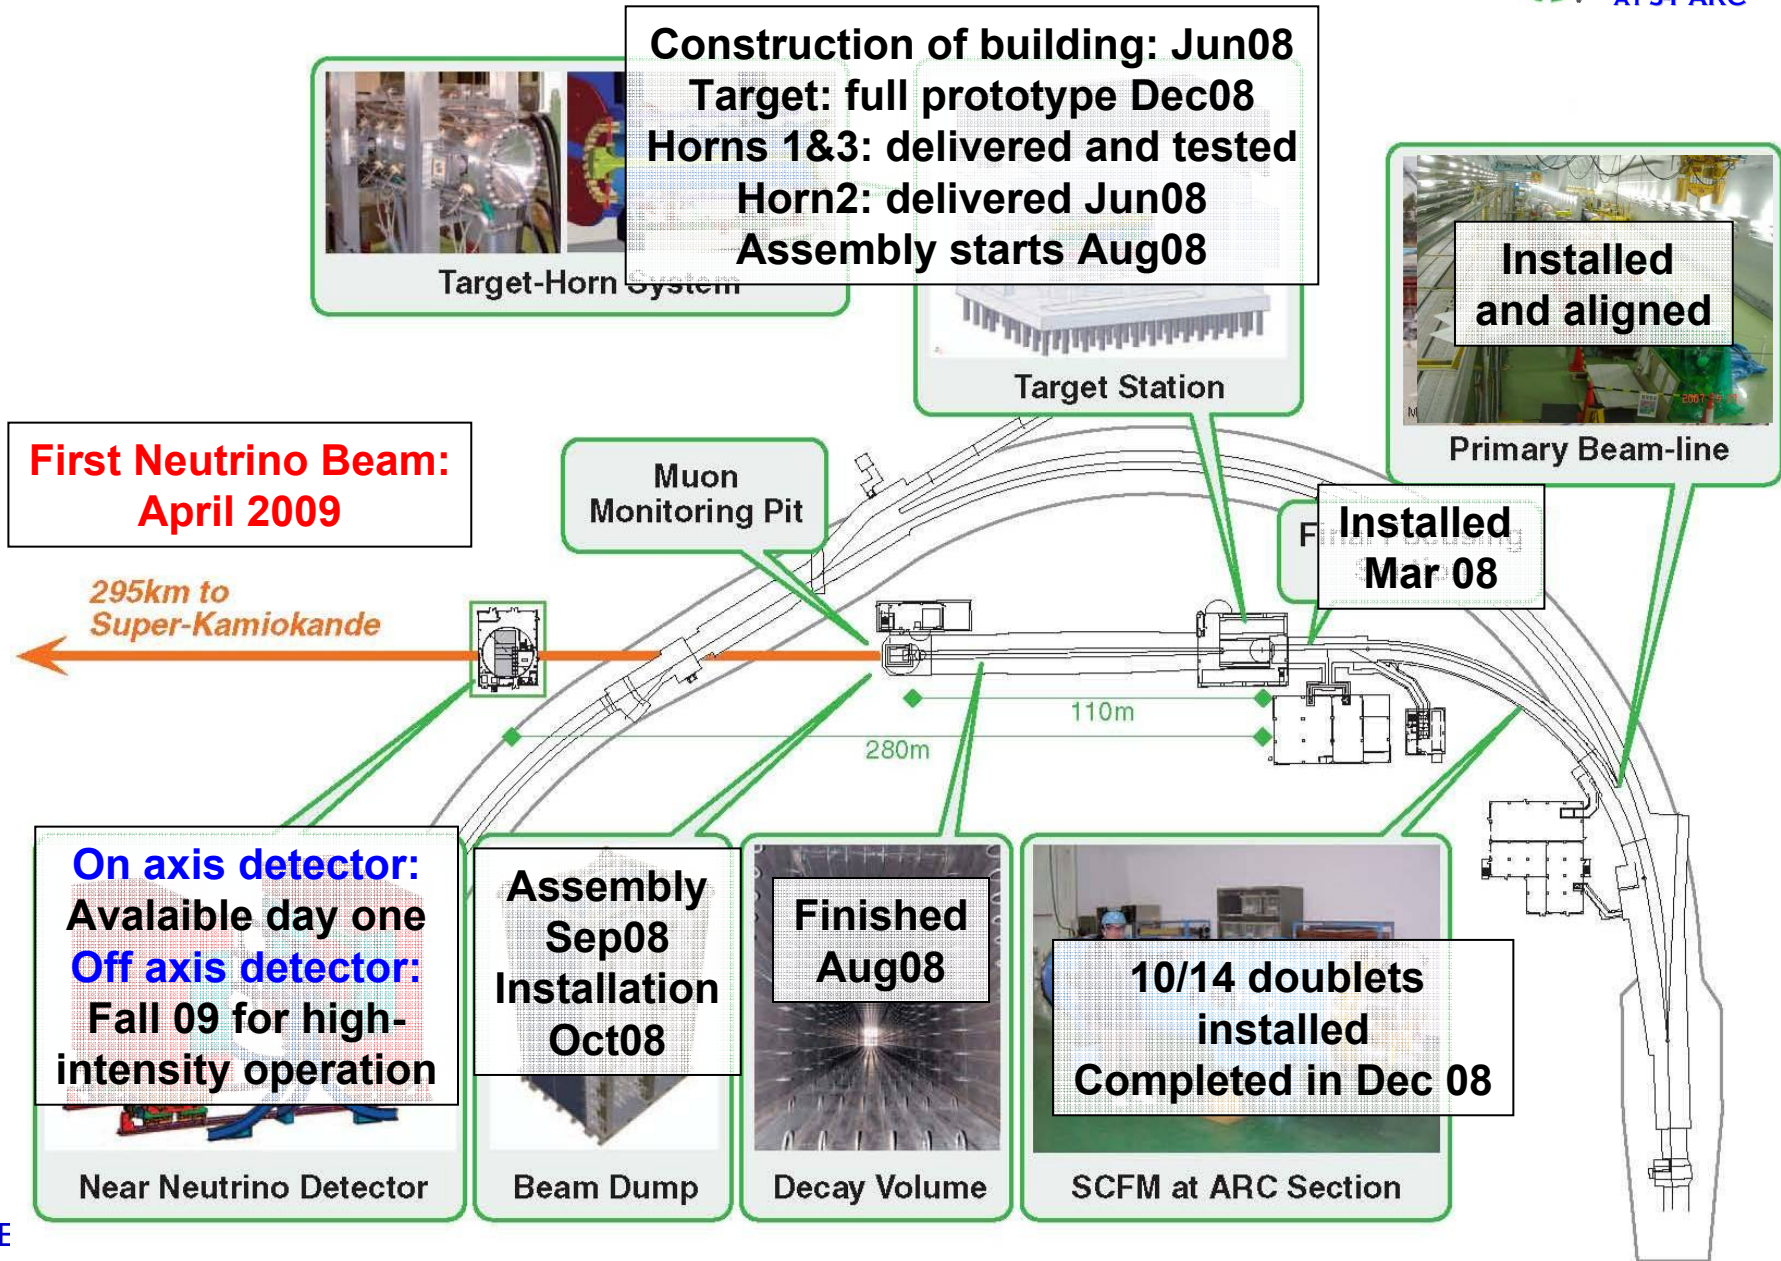 Construction of building: Jun08
Target: full prototype Dec08
Horns 1&3: delivered and tested
Horn2: delivered Jun08
Assembly starts Aug08
Target-Horn System
Target Station
Installed
and aligned
Primary Beam-line
First Neutrino Beam:
April 2009
Muon
Monitoring Pit
Installed
Mar 08
295km to
Super-Kamiokande
110m
280m
On axis detector:
Avalaible day one
Off axis detector:
Fall 09 for high-
intensity operation
Near Neutrino Detector
Assembly
Sep08
Installation
Oct08
Beam Dump
Finished
Aug08
Decay Volume
10/14 doublets
installed
Completed in Dec 08
SCFM at ARC Section